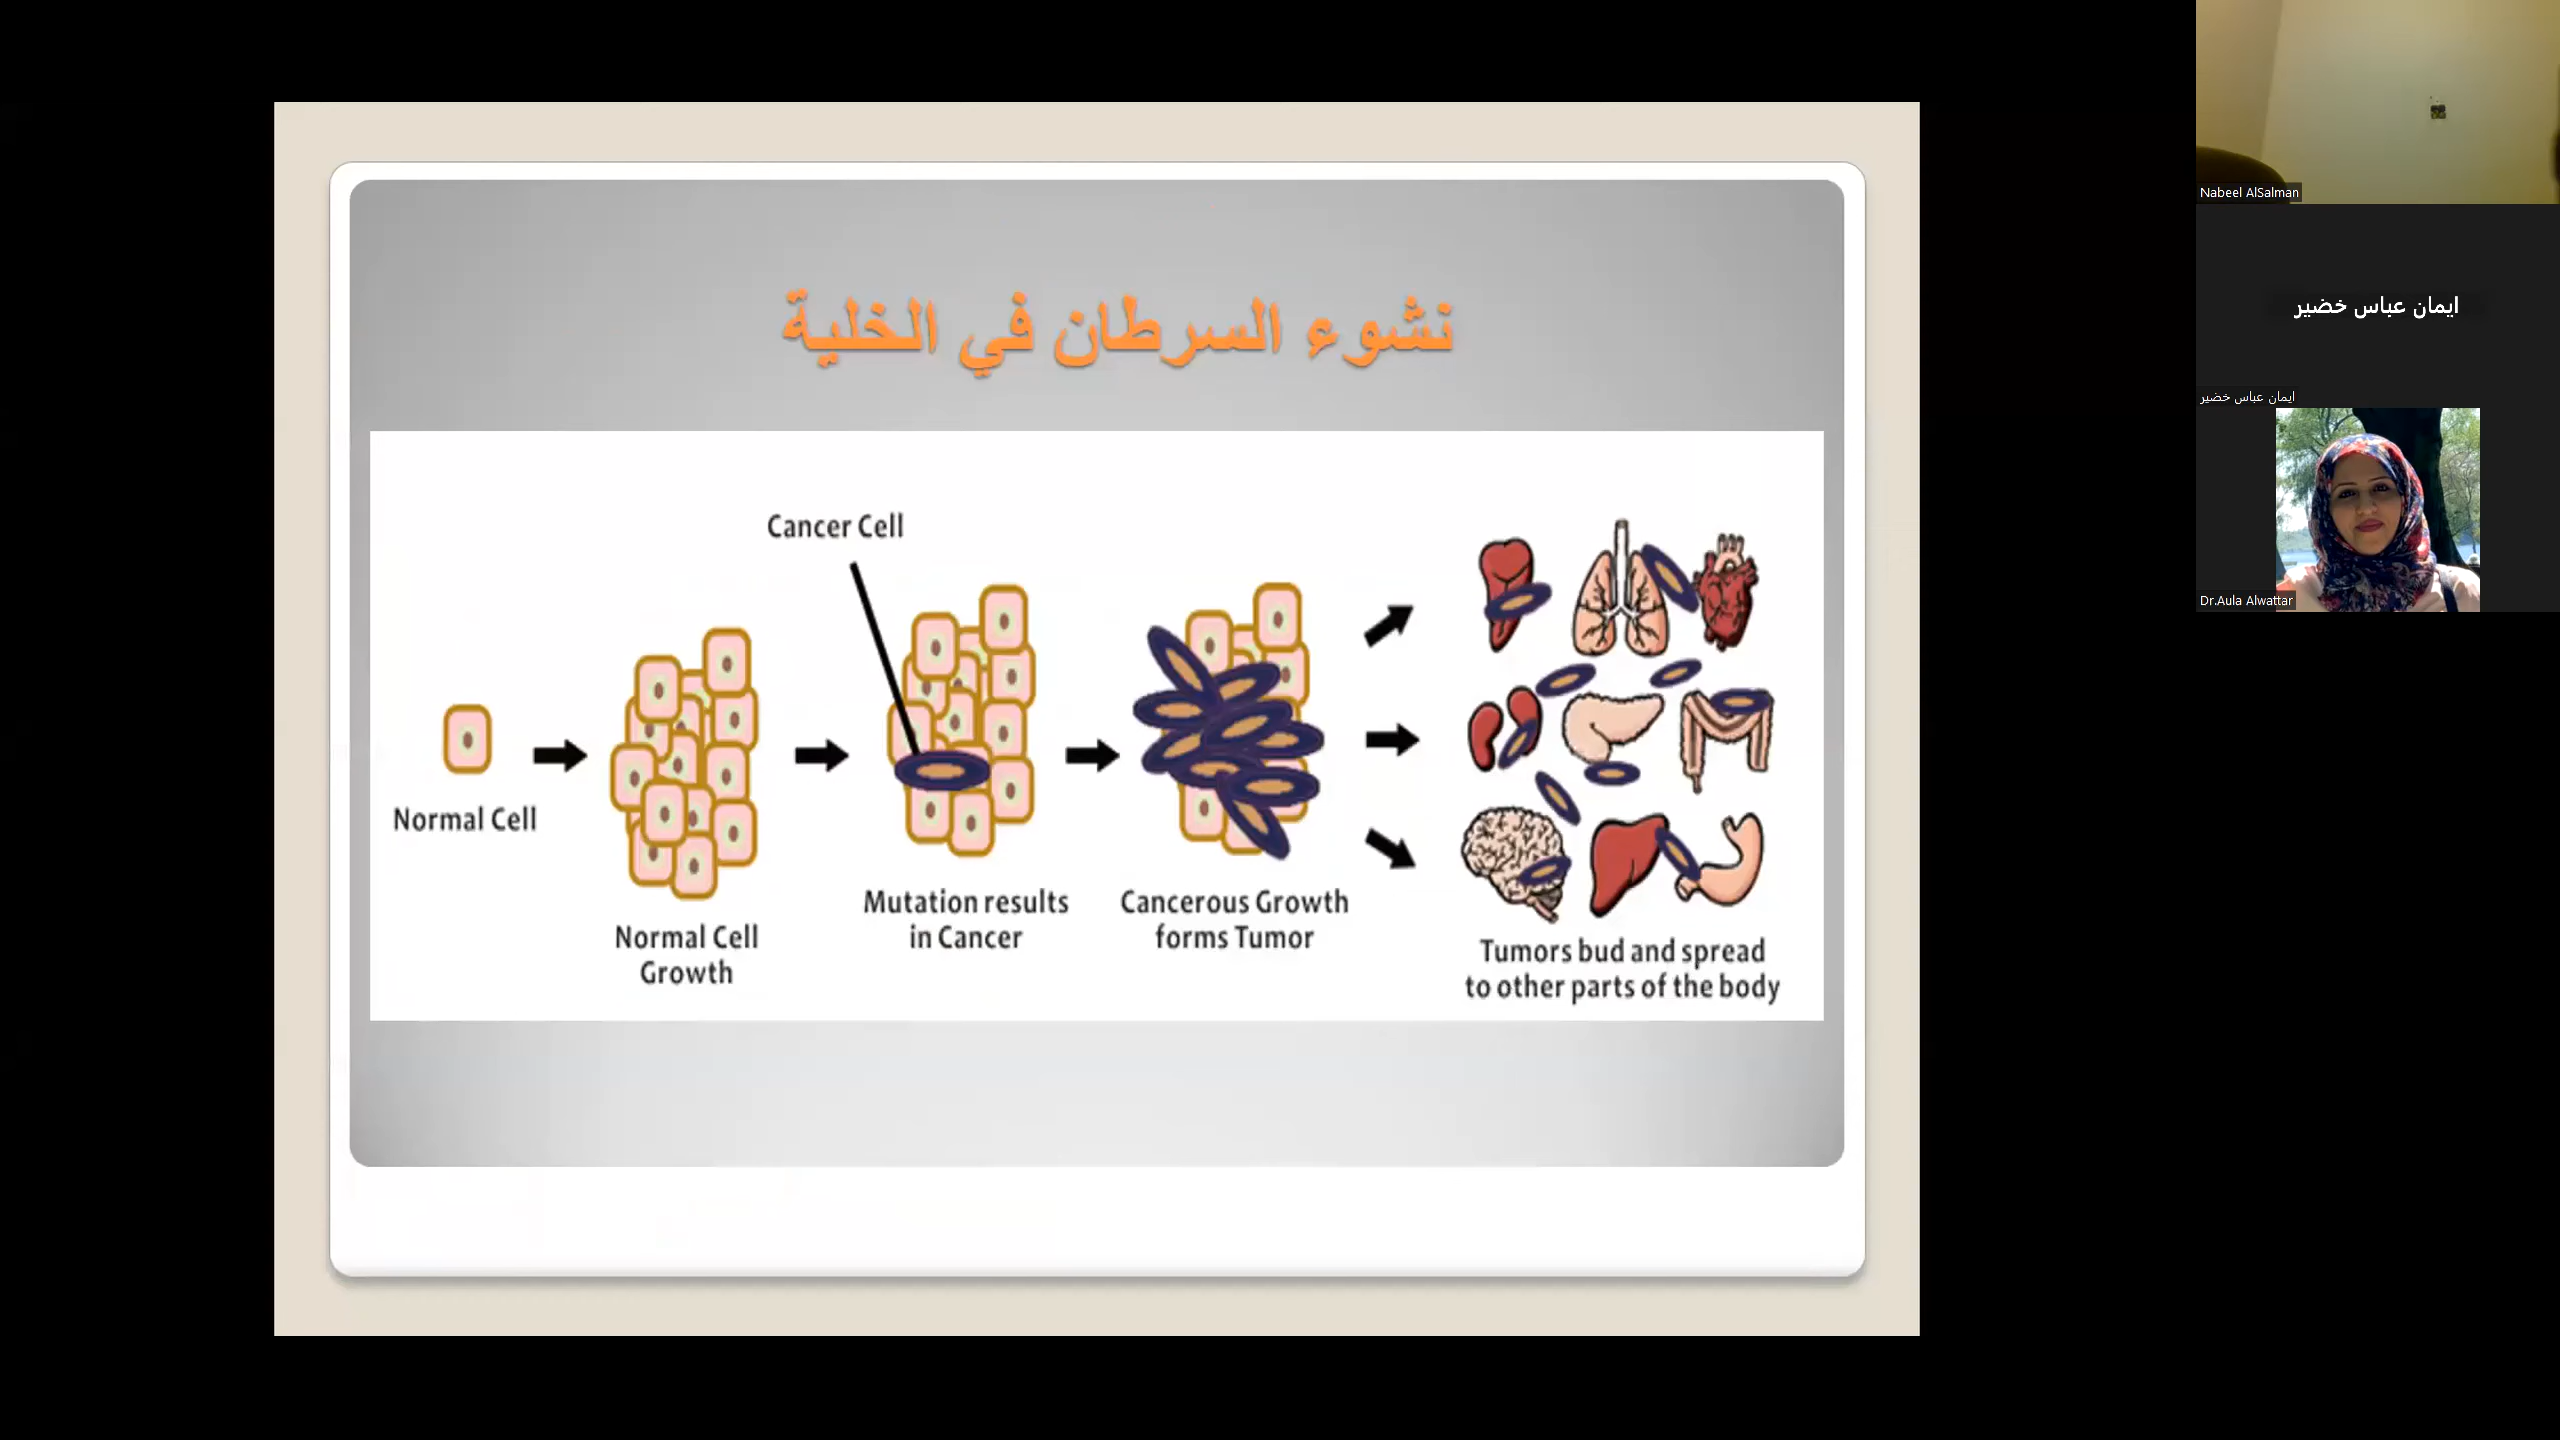 نشوء السرطان في الخلية
Cancer Cell
Normal Cell
Normal Cell
Growth
Mutation results
in Cancer
Cancerous Growth
forms Tumor
Tumors bud and spread
to other parts of the body
Nabeel AlSalman
ايمان عباس خضير
ايمان عباس خضير
Dr.Aula Alwattar